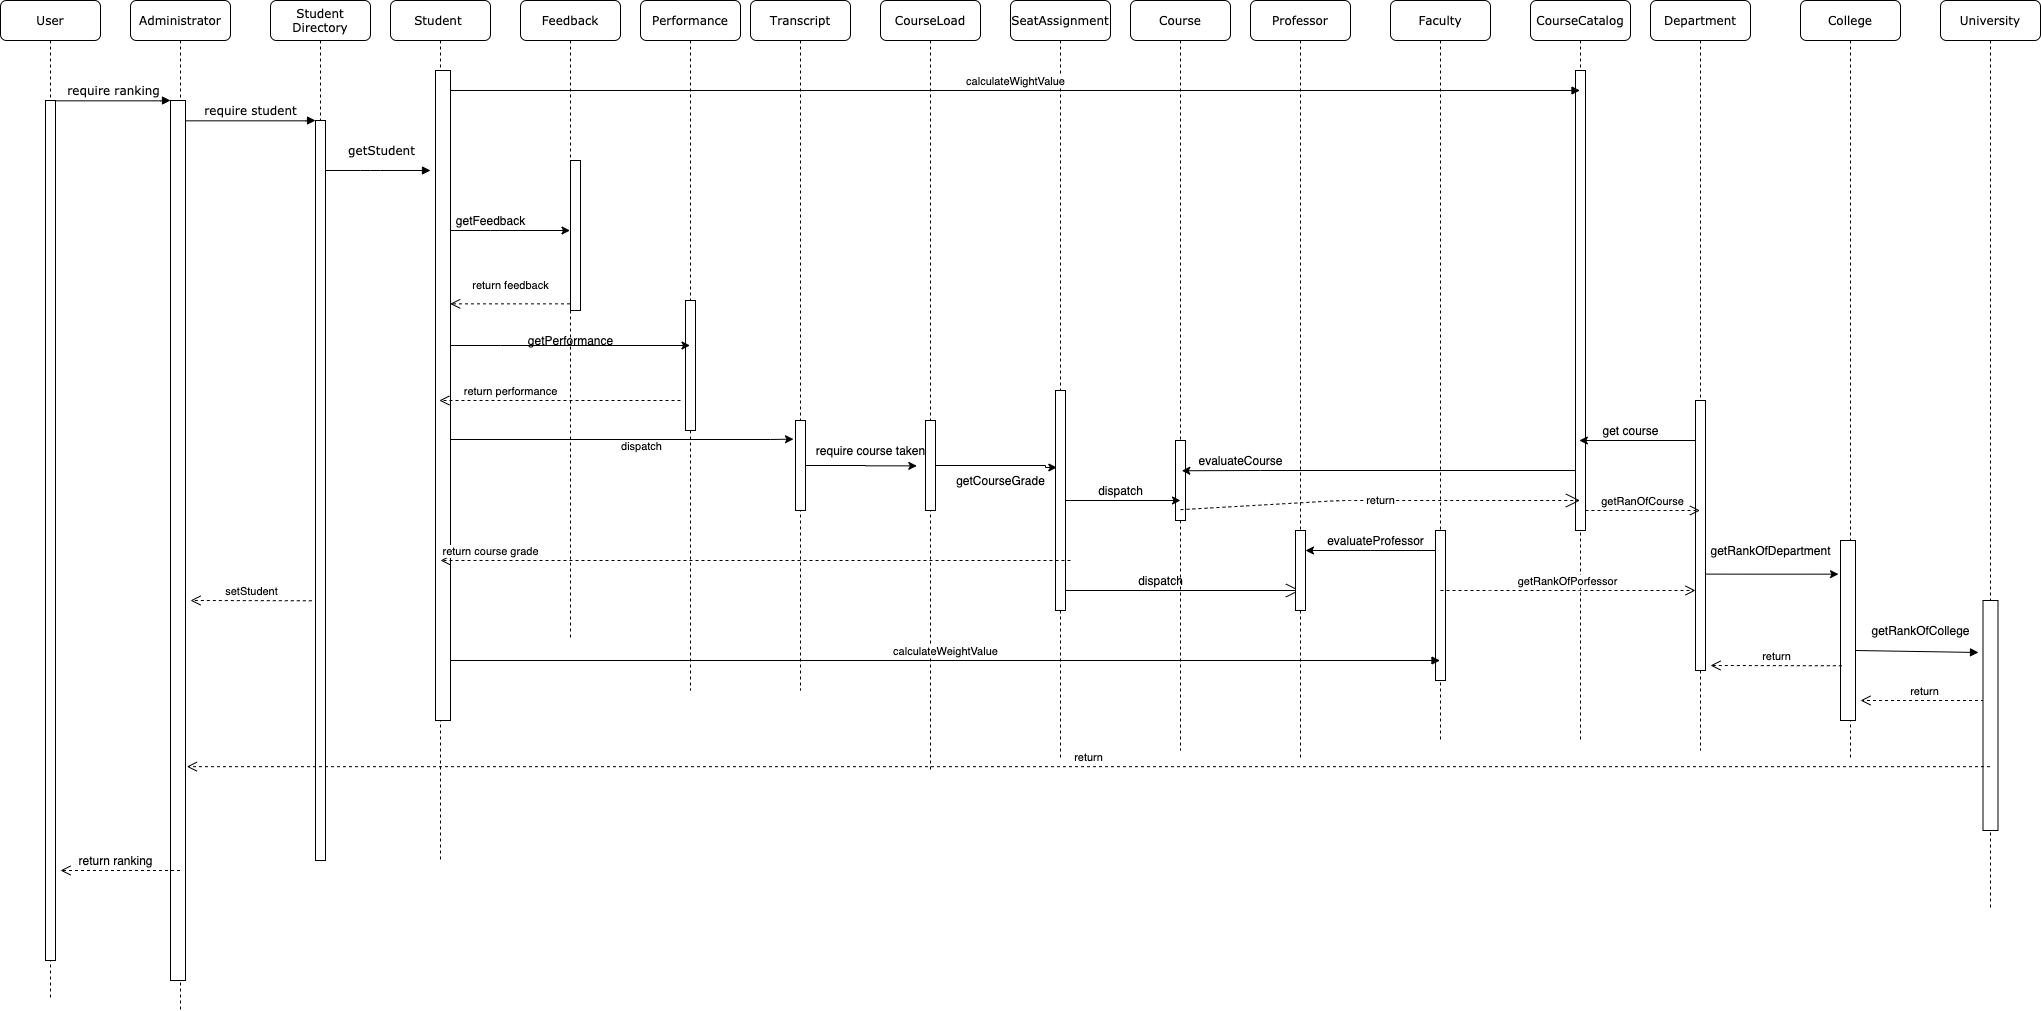 User
Administrator
Student
Directory
Student
Feedback
Performance
Transcript
CourseLoad
SeatAssignment
Course
Professor
Faculty
CourseCatalog
Department
College
University
calculateWightValue
require ranking
require student
getStudent
getFeedback
return feedback
getPerformance
return performance
dispatch
require course taken
get course
evaluateCourse
getCourseGrade
dispatch
return
getRanOfCourse
return course grade
evaluateProfessor
getRankOfDepartment
dispatch
getRankOfPorfessor
setStudent
getRankOfCollege
calculateWeightValue
return
return
return
return ranking